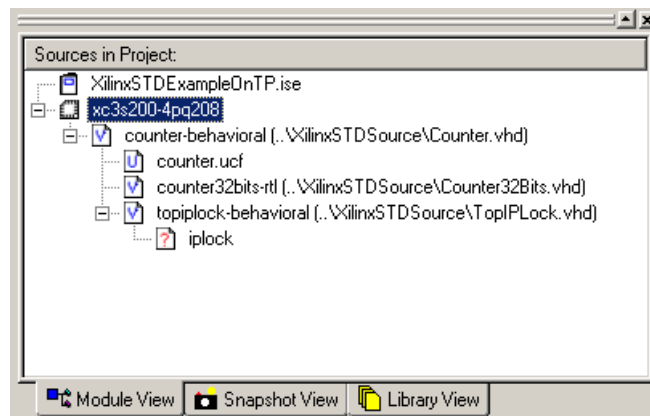 Sources in Project:
XilinxSTDExampleOnTP.ise
xc3s200-4pq208
counter-behavioral (..\XilinxSTDSource\Counter.vhd)
counter.ucf
counter32bits-rtl (..\XilinxSTDSource\Counter32Bits.vhd)
topiplock-behavioral (..\XilinxSTDSource\TopIPLock.vhd)
iplock
Module View Snapshot View Library View